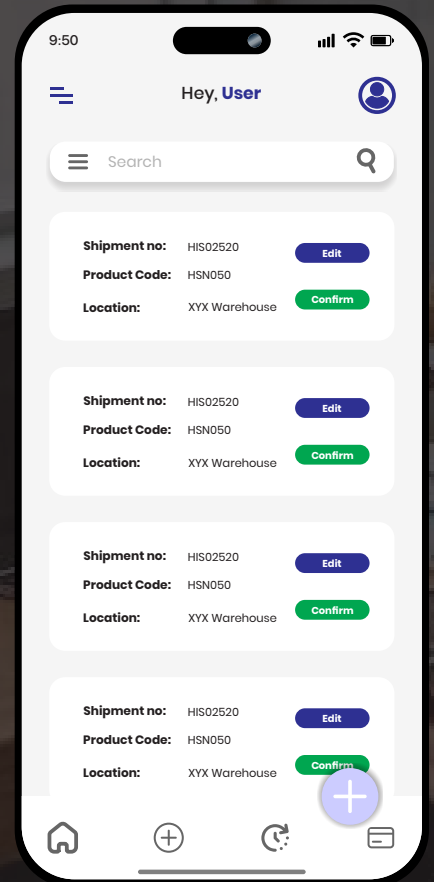 9:50
Hey, User
Search
Shipment no: HIS02520
Edit
Product Code: HSN050
Confirm
Location: XYX Warehouse
Shipment no: HIS02520
Edit
Product Code: HSN050
Confirm
Location: XYX Warehouse
Shipment no: HIS02520
Edit
Product Code: HSN050
Confirm
Location: XYX Warehouse
Shipment no: HIS02520
Edit
Product Code: HSN050
Confirm
Location: XYX Warehouse